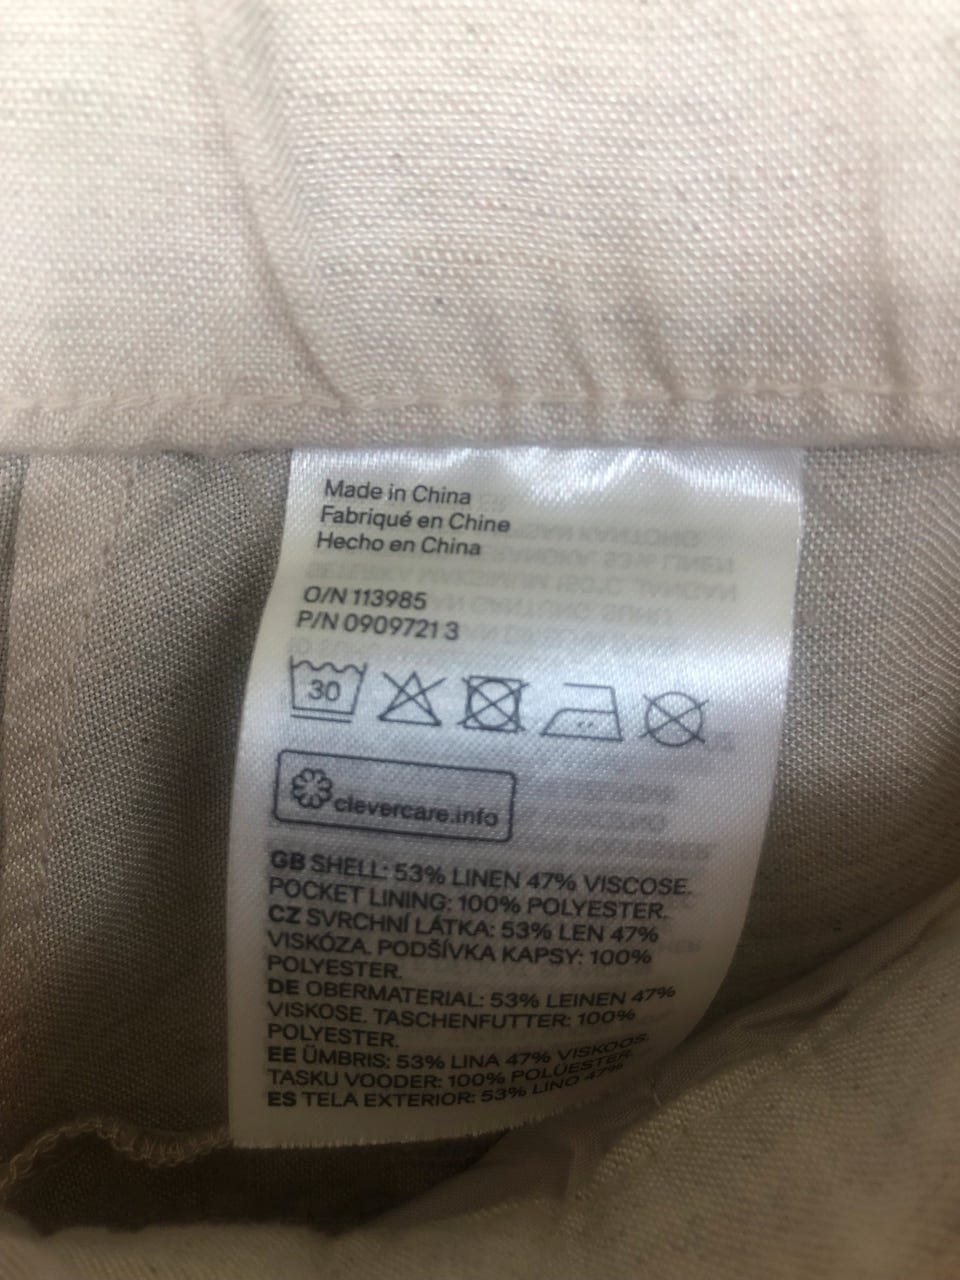 Made in China
Fabriqué en Chine
Hecho en China
O/N 113985
P/N 0909721 3
30
clevercare.info
GB SHELL: 53% LINEN 47% VISCOSE.
POCKET LINING: 100% POLYESTER.
CZ SVRCHNÍ LÁTKA: 53% LEN 47%
VISKÓZA. PODŠÍVKA KAPSY: 100%
POLYESTER.
DE OBERMATERIAL: 53% LEINEN 47%
VISKOSE. TASCHENFUTTER: 100%
POLYESTER.
EE ÜMBRIS: 53% LINA 47% VISKOOS.
TASKU VOODER: 100% POLÜESTER.
ES TELA EXTERIOR: 53% LINO 47%